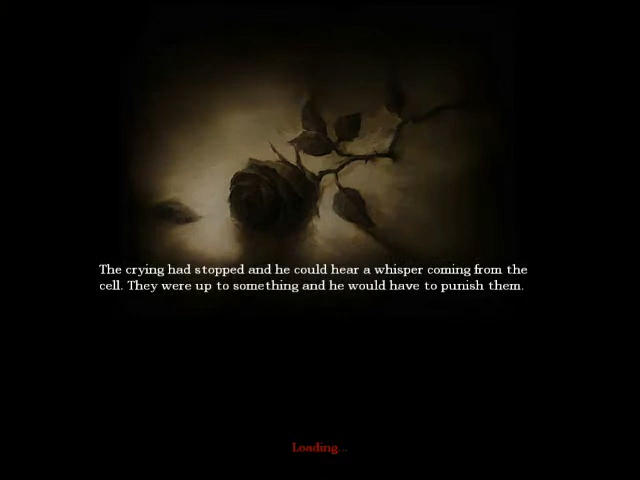 The crying had stopped and he could hear a whisper coming from the
cell. They were up to something and he would have to punish them.
Loading...